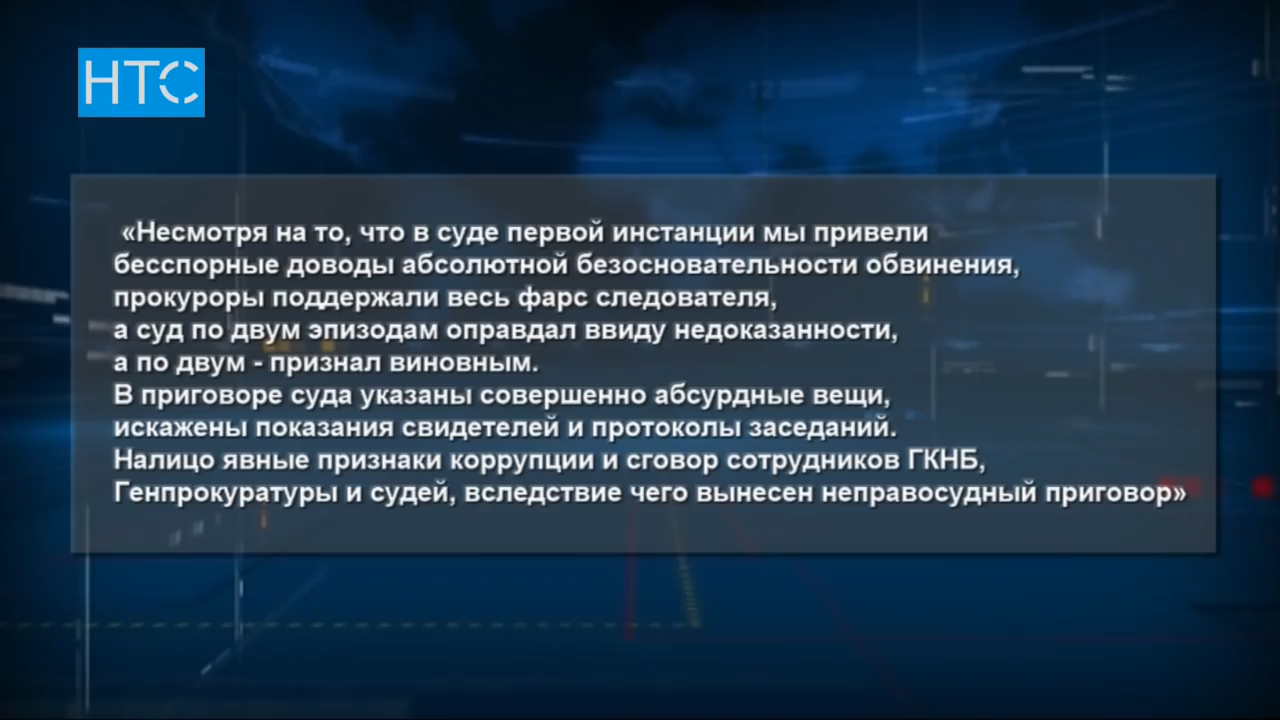 НТС
«Несмотря на то, что в суде первой инстанции мы привели
бесспорные доводы абсолютной безосновательности обвинения,
прокуроры поддержали весь фарс следователя,
а суд по двум эпизодам оправдал ввиду недоказанности,
а по двум - признал виновным.
В приговоре суда указаны совершенно абсурдные вещи,
искажены показания свидетелей и протоколы заседаний.
Налицо явные признаки коррупции и сговор сотрудников ГКНБ,
Генпрокуратуры и судей, вследствие чего вынесен неправосудный приговор»